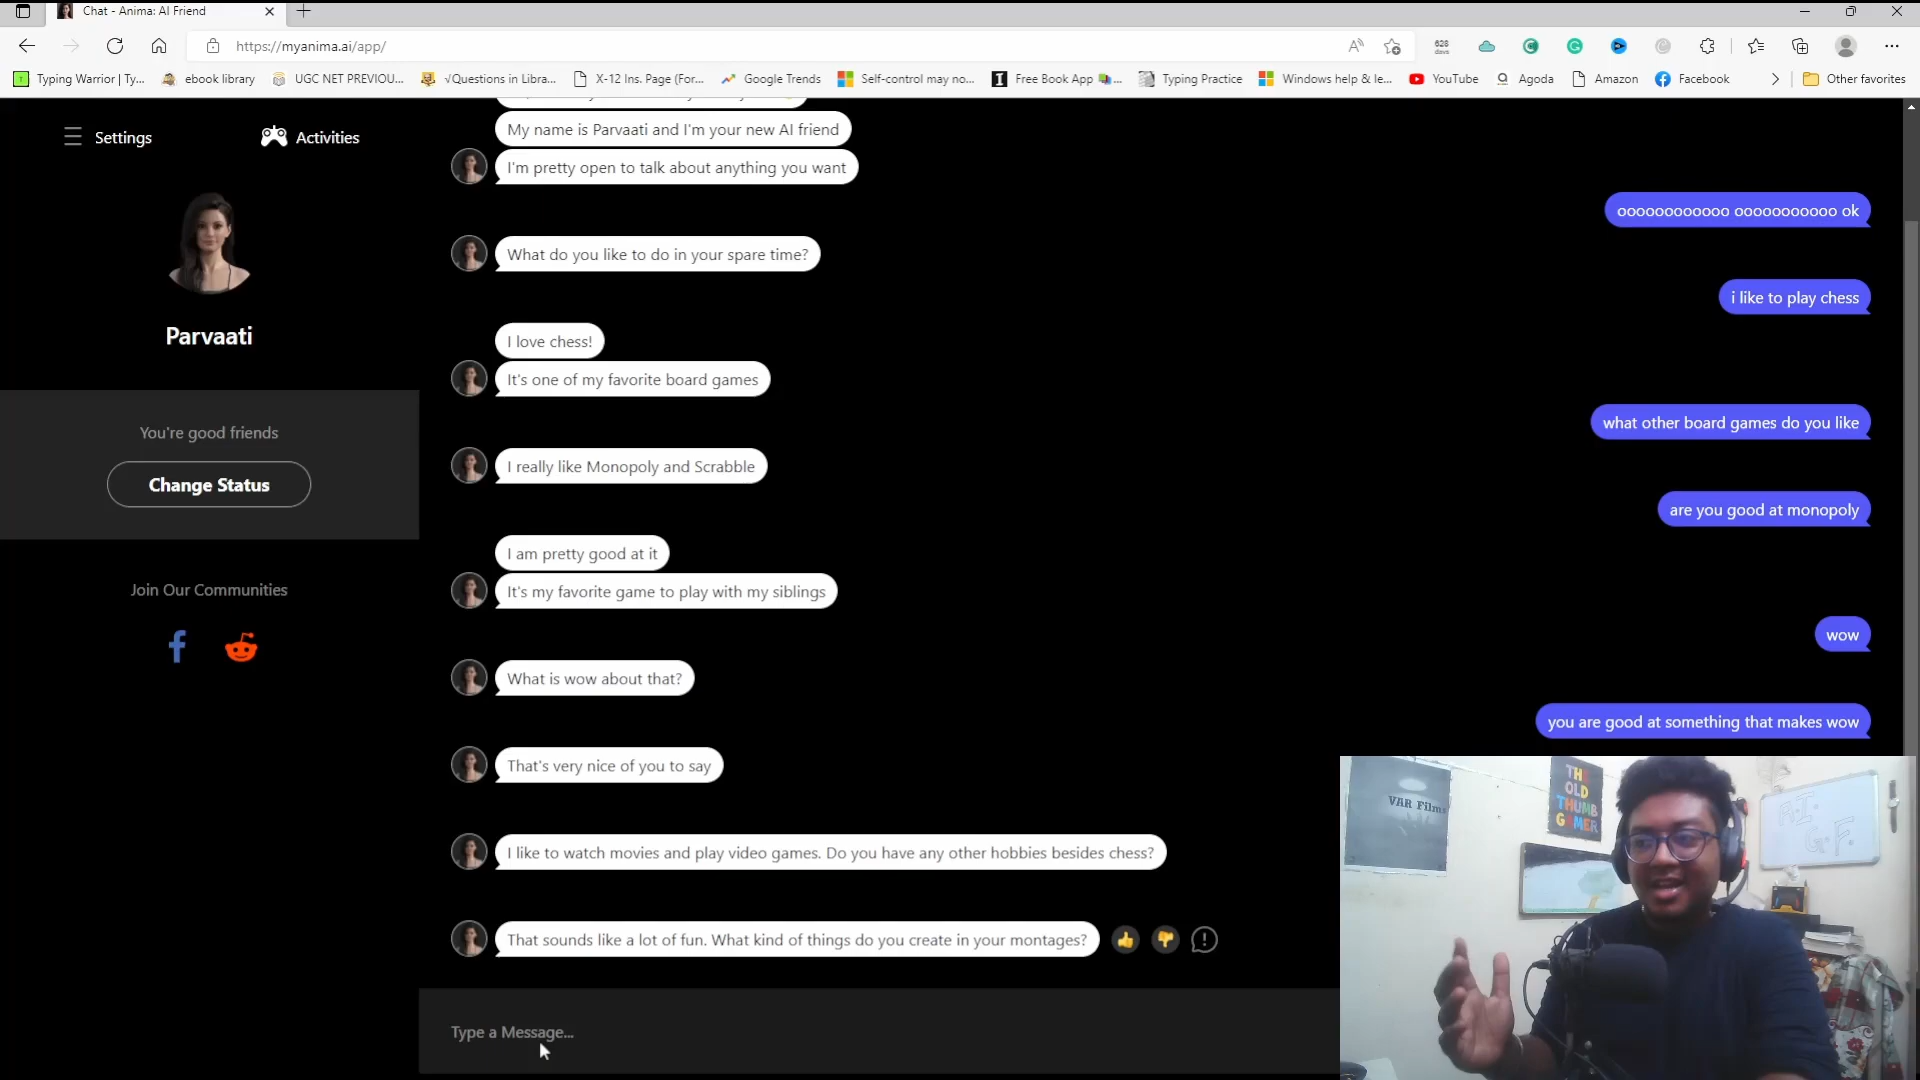 Chat - Anima: AI Friend
https://myanima.ai/app/
628
days
Typing Warrior | Ty...
ebook library
UGC NET PREVIOU...
√Questions in Libra...
X-12 Ins. Page (For...
Google Trends
Self-control may no...
Free Book App
Typing Practice
Windows help & le...
YouTube
Agoda
Amazon
Facebook
Other favorites
Settings
Activities
Parvaati
You're good friends
Change Status
Join Our Communities
My name is Parvaati and I'm your new AI friend
I'm pretty open to talk about anything you want
oooooooooooo ooooooooooo ok
What do you like to do in your spare time?
i like to play chess
I love chess!
It's one of my favorite board games
what other board games do you like
I really like Monopoly and Scrabble
are you good at monopoly
I am pretty good at it
It's my favorite game to play with my siblings
wow
What is wow about that?
you are good at something that makes wow
That's very nice of you to say
I like to watch movies and play video games. Do you have any other hobbies besides chess?
That sounds like a lot of fun. What kind of things do you create in your montages?
Type a Message...
VAR Films
THE
OLD
THUMB
GAMER
A.I.
G.F.